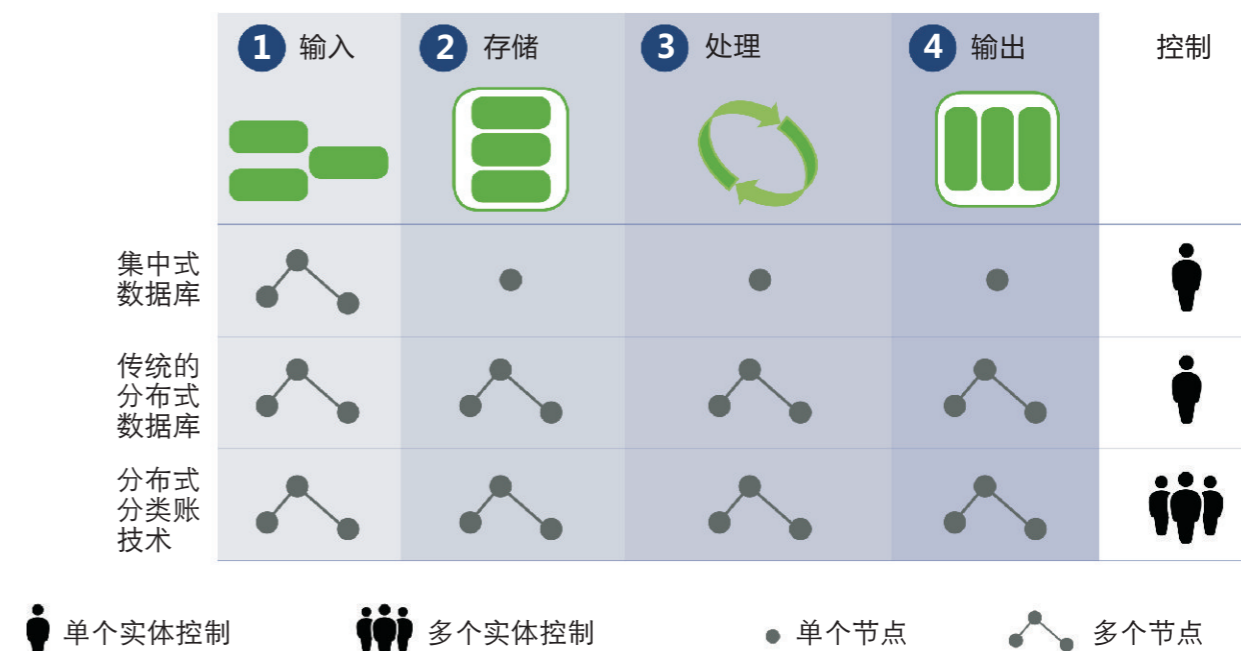 1 输入
2 存储
3 处理
4 输出
控制
集中式
数据库
传统的
分布式
数据库
分布式
分类账
技术
单个实体控制
多个实体控制
单个节点
多个节点